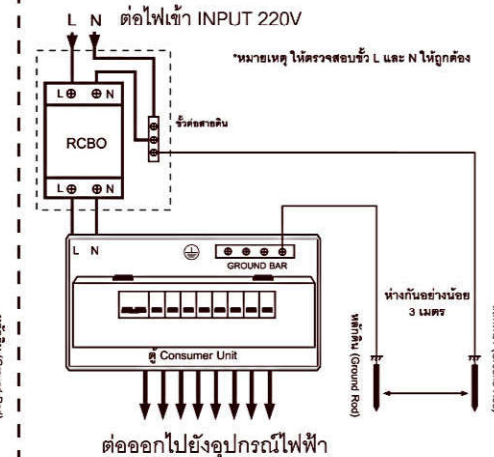 L N ต่อไฟเข้า INPUT 220V
*หมายเหตุ ให้ตรวจสอบขั้ว L และ N ให้ถูกต้อง
L N
RCBO
L N
ขั้วต่อสายดิน
L N
GROUND BAR
ตู้ Consumer Unit
ห่างกันอย่างน้อย
3 เมตร
หลักดิน (Ground Rod)
ต่อออกไปยังอุปกรณ์ไฟฟ้า